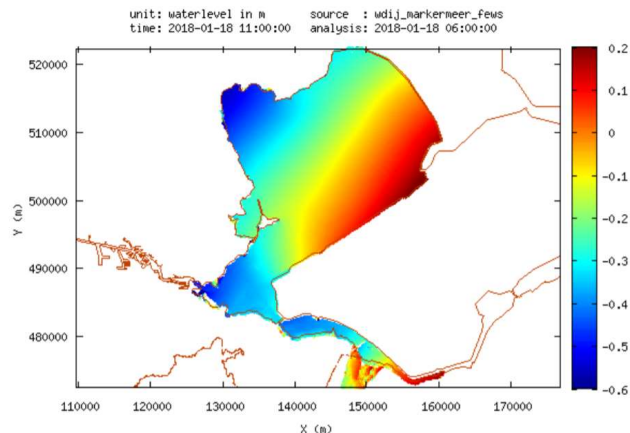 unit: waterlevel in m source : wdij_markermeer_fews
time: 2018-01-18 11:00:00 analysis: 2018-01-18 06:00:00
520000
510000
500000
490000
480000
Y (m)
110000 120000 130000 140000 150000 160000 170000
X (m)
0.2
0.1
0
-0.1
-0.2
-0.3
-0.4
-0.5
-0.6